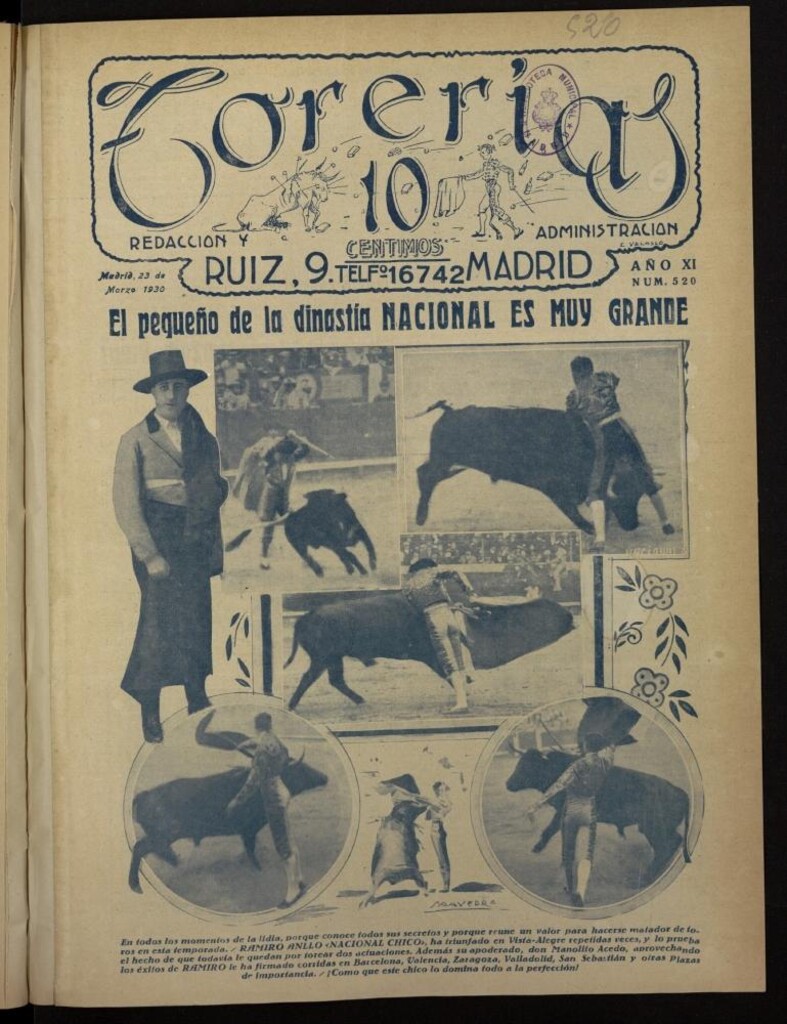 520
Torerías
HEMEROTECA MUNICIPAL
MADRID
10
CENTIMOS
REDACCION Y
ADMINISTRACION
RUIZ, 9. TELFº 16742 MADRID
Madrid, 23 de
Marzo 1930
AÑO XI
NUM. 520
El pequeño de la dinastía NACIONAL ES MUY GRANDE
SAAVEDRA
En todos los momentos de la lidia, porque conoce todos sus secretos y porque reune un valor para hacerse matador de to-
ros en esta temporada. ⁄ RAMIRO ANLLO «NACIONAL CHICO», ha triunfado en Vista-Alegre repetidas veces, y lo prueba
el hecho de que todavía le quedan por torear dos actuaciones. Además su apoderado, don Manolito Acedo, aprovechando
los éxitos de RAMIRO le ha firmado corridas en Barcelona, Valencia, Zaragoza, Valladolid, San Sebastián y otras Plazas
de importancia. ⁄ ¡Como que este chico lo domina todo a la perfección!